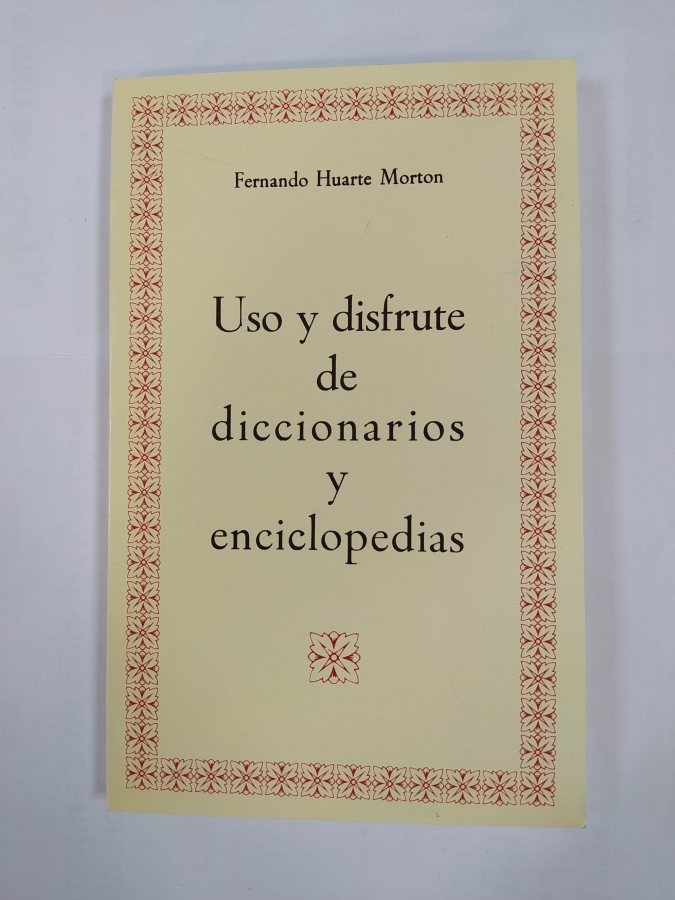 Fernando Huarte Morton
Uso y disfrute
de
diccionarios
y
enciclopedias